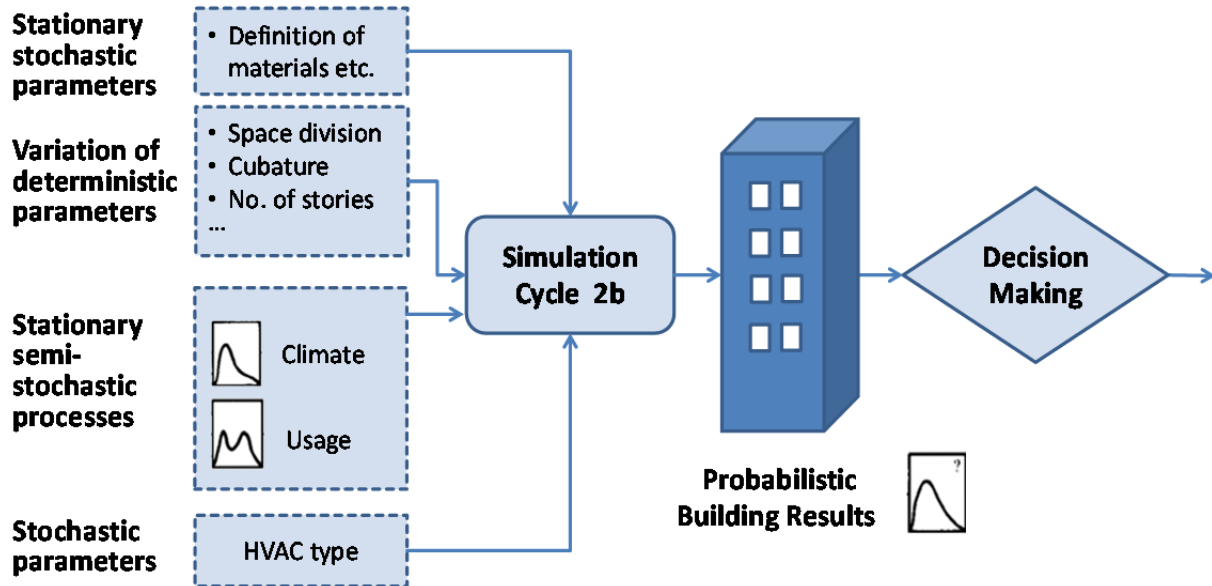 Stationary
stochastic
parameters
• Definition of
materials etc.
Variation of
deterministic
parameters
• Space division
• Cubature
• No. of stories
...
Stationary
semi-
stochastic
processes
Climate
Usage
Stochastic
parameters
HVAC type
Simulation
Cycle 2b
Decision
Making
Probabilistic
Building Results
?